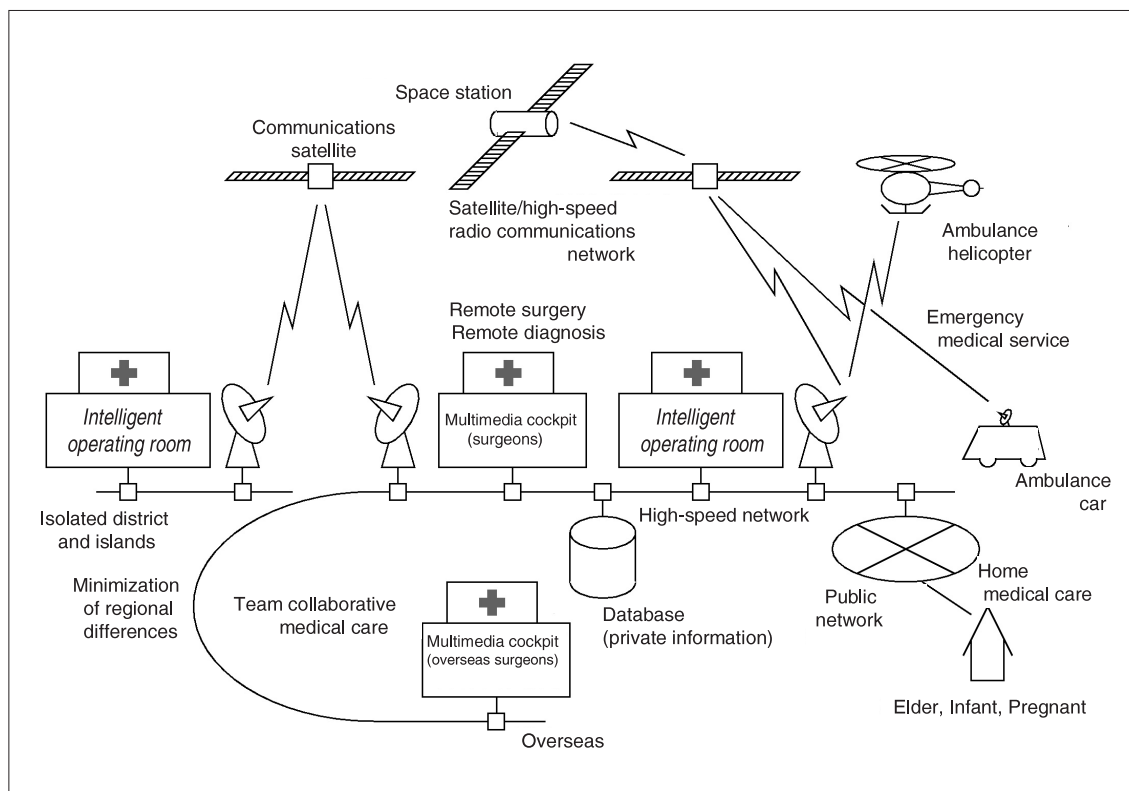 Space station
Communications
satellite
Satellite/high-speed
radio communications
network
Ambulance
helicopter
Remote surgery
Remote diagnosis
Emergency
medical service
Intelligent
operating room
Multimedia cockpit
(surgeons)
Intelligent
operating room
Ambulance
car
Isolated district
and islands
High-speed network
Minimization
of regional
differences
Team collaborative
medical care
Database
(private information)
Public
network
Home
medical care
Multimedia cockpit
(overseas surgeons)
Elder, Infant, Pregnant
Overseas